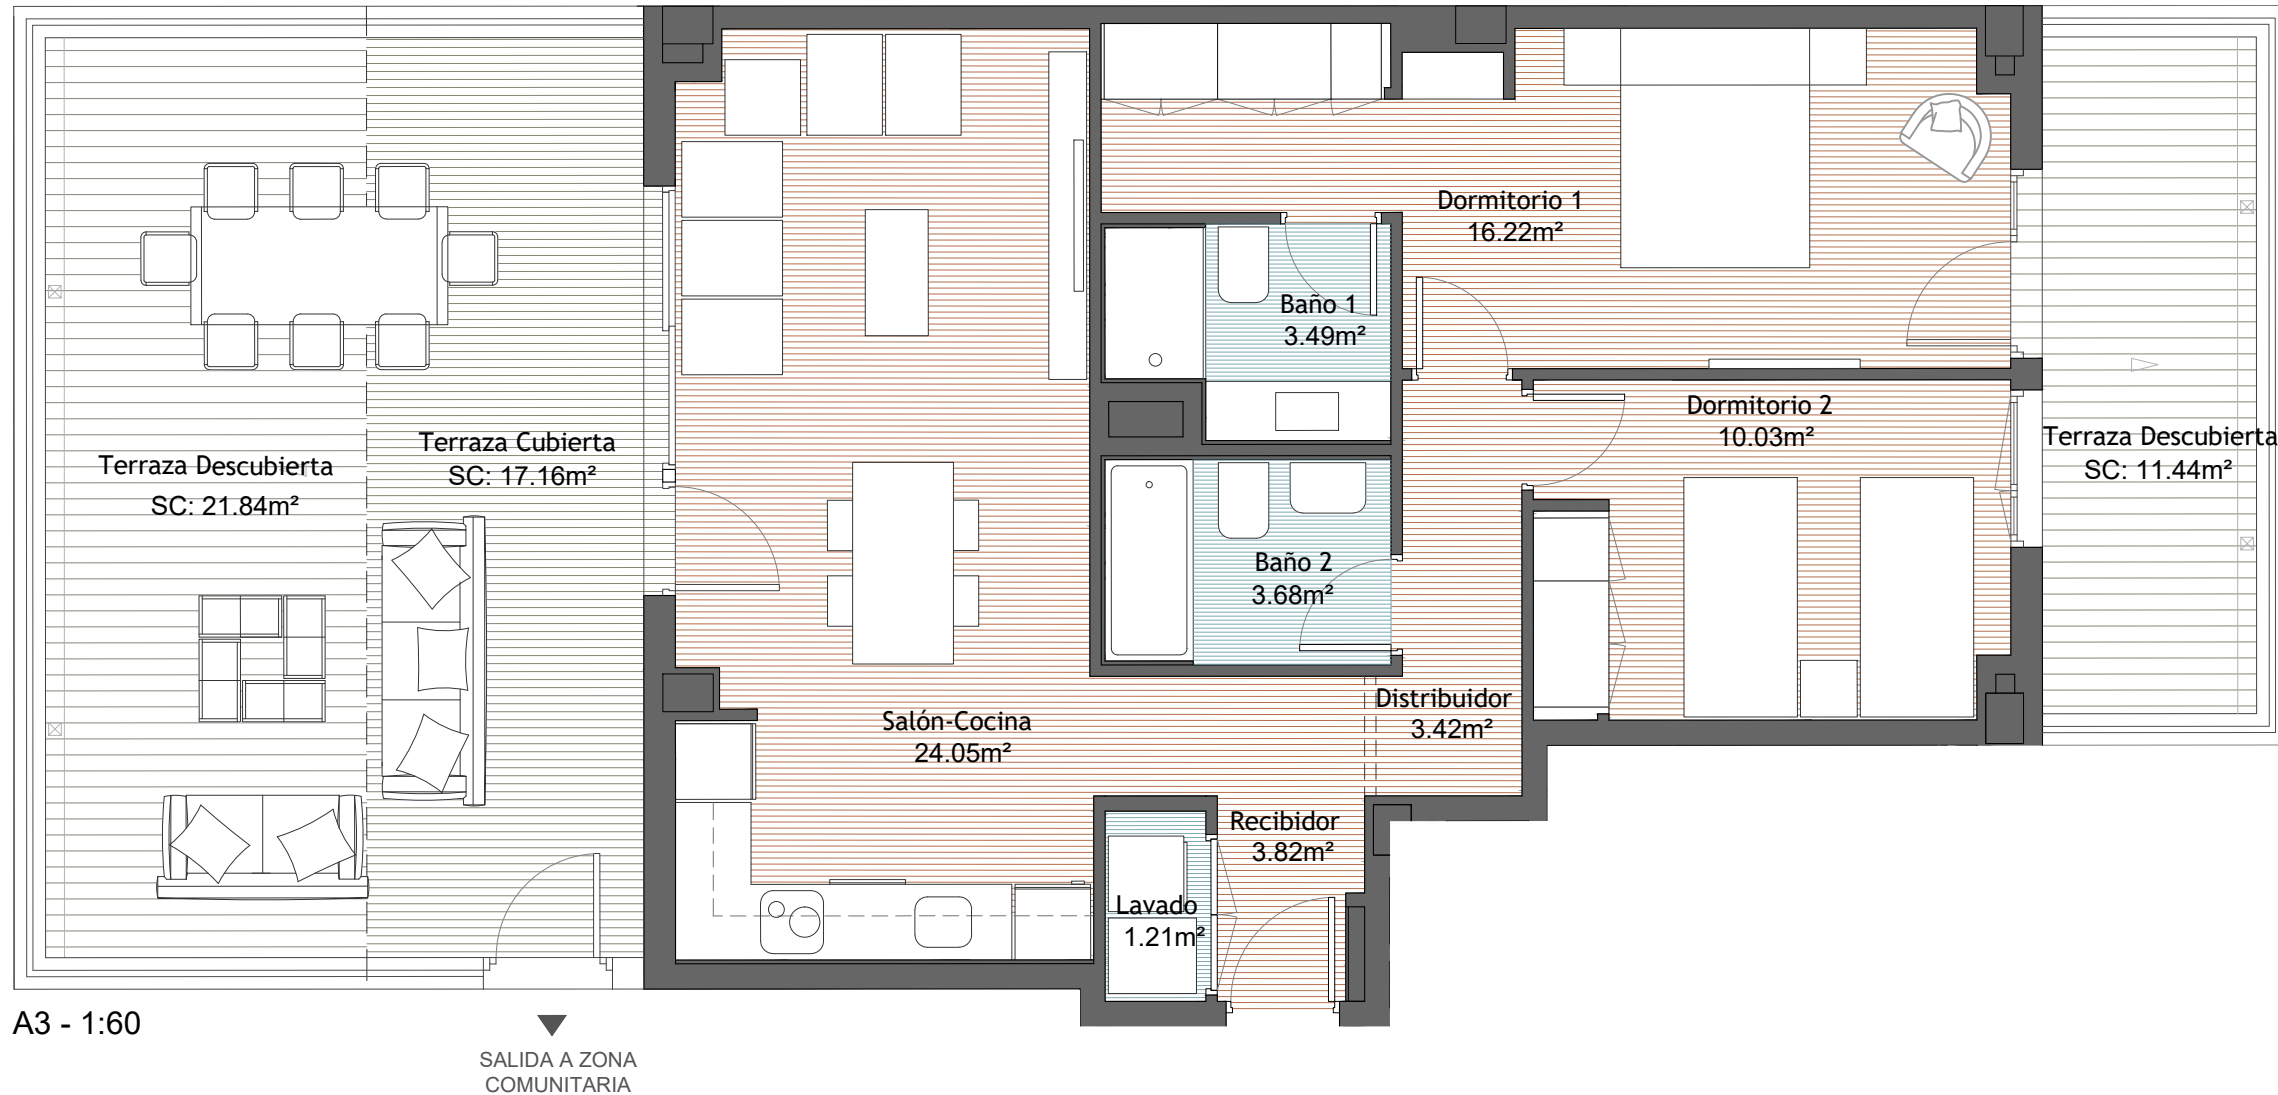 Dormitorio 1
16.22m²
Baño 1
3.49m²
Dormitorio 2
10.03m²
Terraza Cubierta
SC: 17.16m²
Terraza Descubierta
SC: 21.84m²
Terraza Descubierta
SC: 11.44m²
Baño 2
3.68m²
Distribuidor
3.42m²
Salón-Cocina
24.05m²
Recibidor
3.82m²
Lavado
1.21m²
A3 - 1:60
SALIDA A ZONA
COMUNITARIA